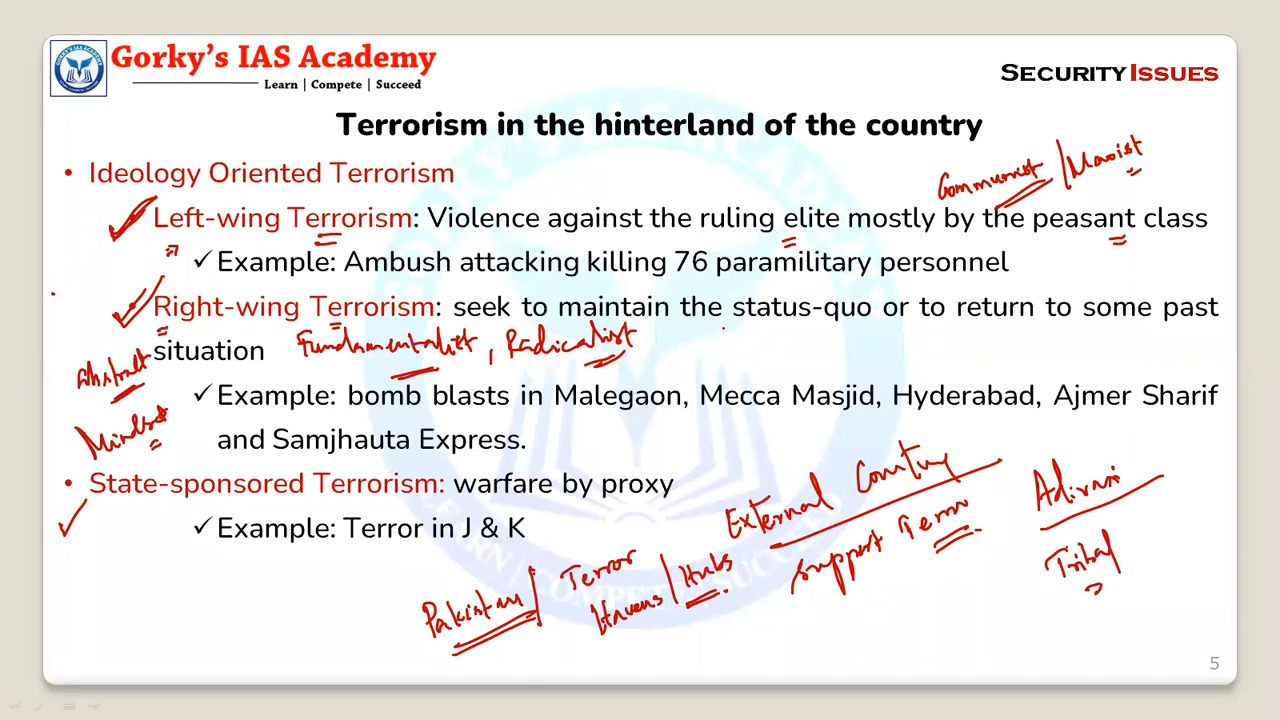 Gorky's IAS Academy
Learn | Compete | Succeed
SECURITY ISSUES
Terrorism in the hinterland of the country
• Ideology Oriented Terrorism
Communist / Maoist
Left-wing Terrorism: Violence against the ruling elite mostly by the peasant class
✓ Example: Ambush attacking killing 76 paramilitary personnel
Right-wing Terrorism: seek to maintain the status-quo or to return to some past
situation
Fundamentalist, Radicalist
Abstract
Mindset
✓ Example: bomb blasts in Malegaon, Mecca Masjid, Hyderabad, Ajmer Sharif
and Samjhauta Express.
• State-sponsored Terrorism: warfare by proxy
✓ Example: Terror in J & K
External Country
support Terror
Pakistan / Terror
Havens / Hubs
Tribal
5